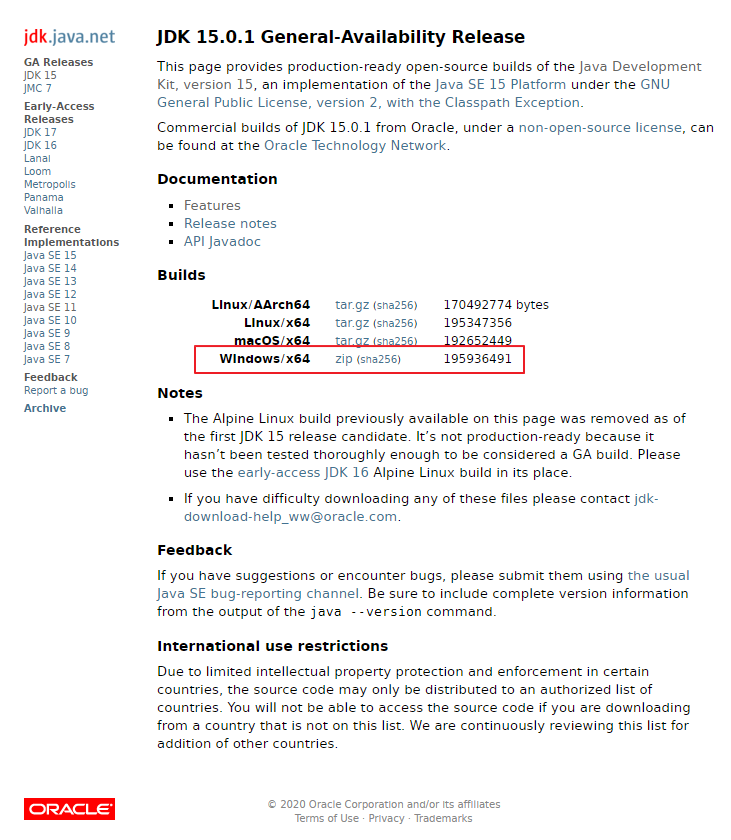 jdk.java.net
GA Releases
JDK 15
JMC 7
Early-Access
Releases
JDK 17
JDK 16
Lanai
Loom
Metropolis
Panama
Valhalla
Reference
Implementations
Java SE 15
Java SE 14
Java SE 13
Java SE 12
Java SE 11
Java SE 10
Java SE 9
Java SE 8
Java SE 7
Feedback
Report a bug
Archive
JDK 15.0.1 General-Availability Release
This page provides production-ready open-source builds of the Java Development
Kit, version 15, an implementation of the Java SE 15 Platform under the GNU
General Public License, version 2, with the Classpath Exception.
Commercial builds of JDK 15.0.1 from Oracle, under a non-open-source license, can
be found at the Oracle Technology Network.
Documentation
▪ Features
▪ Release notes
▪ API Javadoc
Builds
Linux/AArch64 tar.gz (sha256) 170492774 bytes
Linux/x64 tar.gz (sha256) 195347356
macOS/x64 tar.gz (sha256) 192652449
Windows/x64 zip (sha256) 195936491
Notes
▪ The Alpine Linux build previously available on this page was removed as of
the first JDK 15 release candidate. It’s not production-ready because it
hasn’t been tested thoroughly enough to be considered a GA build. Please
use the early-access JDK 16 Alpine Linux build in its place.
▪ If you have difficulty downloading any of these files please contact jdk-
download-help_ww@oracle.com.
Feedback
If you have suggestions or encounter bugs, please submit them using the usual
Java SE bug-reporting channel. Be sure to include complete version information
from the output of the java --version command.
International use restrictions
Due to limited intellectual property protection and enforcement in certain
countries, the source code may only be distributed to an authorized list of
countries. You will not be able to access the source code if you are downloading
from a country that is not on this list. We are continuously reviewing this list for
addition of other countries.
ORACLE
© 2020 Oracle Corporation and/or its affiliates
Terms of Use · Privacy · Trademarks